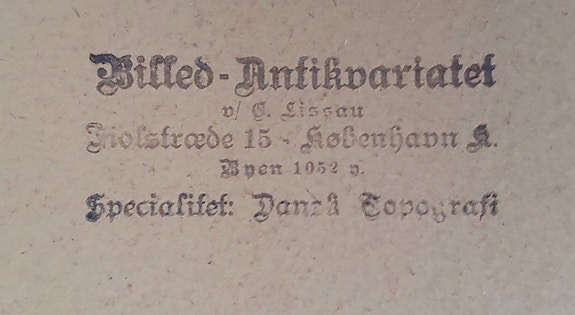 Billed-Antikvariatet
v/ C. Lissau
Fiolstræde 15 - København K.
Byen 1052 y.
Specialitet: Dansk Topografi